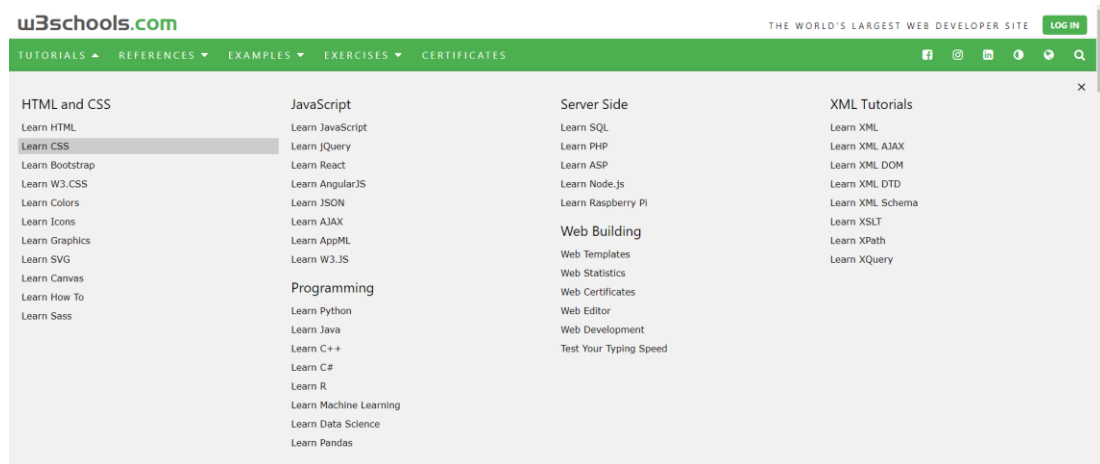 w3schools.com
THE WORLD'S LARGEST WEB DEVELOPER SITE
LOG IN
TUTORIALS REFERENCES EXAMPLES EXERCISES CERTIFICATES
HTML and CSS
Learn HTML
Learn CSS
Learn Bootstrap
Learn W3.CSS
Learn Colors
Learn Icons
Learn Graphics
Learn SVG
Learn Canvas
Learn How To
Learn Sass
JavaScript
Learn JavaScript
Learn jQuery
Learn React
Learn AngularJS
Learn JSON
Learn AJAX
Learn AppML
Learn W3.JS
Programming
Learn Python
Learn Java
Learn C++
Learn C#
Learn R
Learn Machine Learning
Learn Data Science
Learn Pandas
Server Side
Learn SQL
Learn PHP
Learn ASP
Learn Node.js
Learn Raspberry Pi
Web Building
Web Templates
Web Statistics
Web Certificates
Web Editor
Web Development
Test Your Typing Speed
XML Tutorials
Learn XML
Learn XML AJAX
Learn XML DOM
Learn XML DTD
Learn XML Schema
Learn XSLT
Learn XPath
Learn XQuery